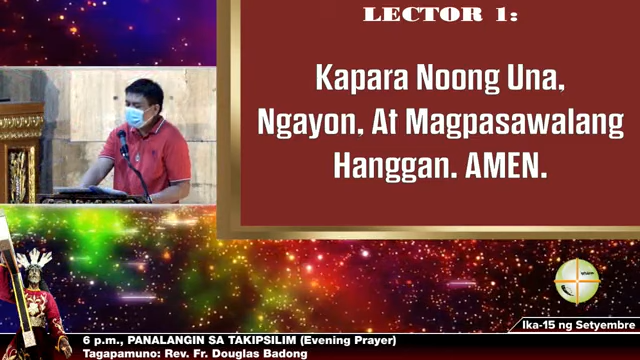 LECTOR 1:
Kapara Noong Una,
Ngayon, At Magpasawalang
Hanggan. AMEN.
Ika-15 ng Setyembre
6 p.m., PANALANGIN SA TAKIPSILIM (Evening Prayer)
Tagapamuno: Rev. Fr. Douglas Badong